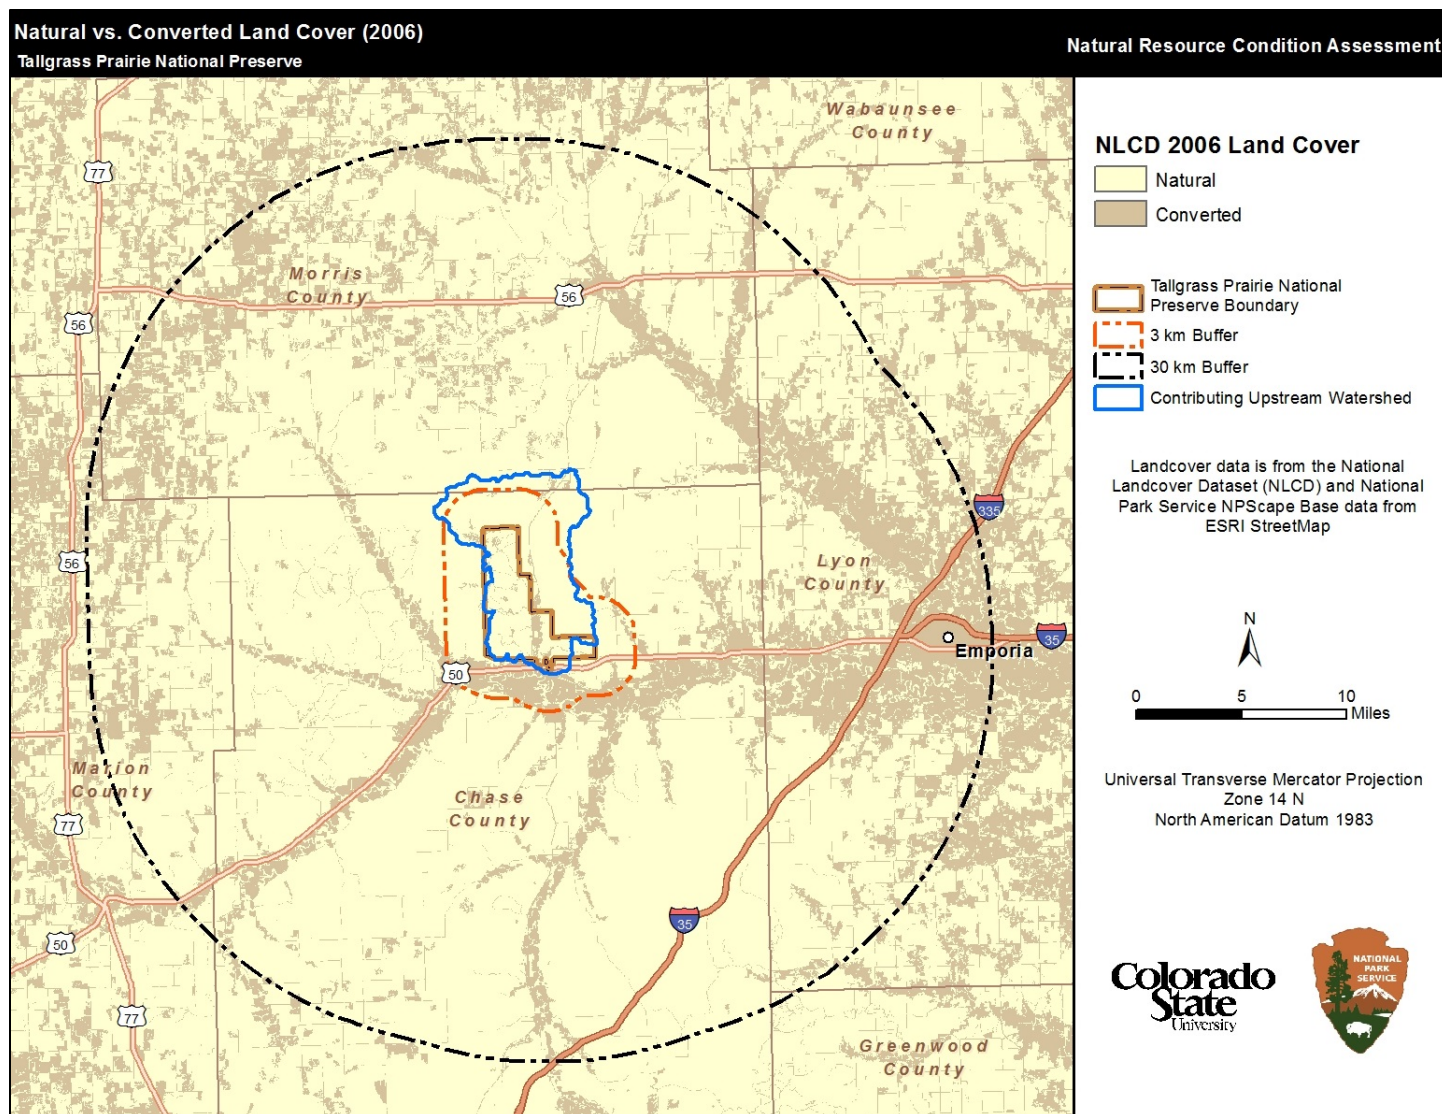 Natural vs. Converted Land Cover (2006)
Tallgrass Prairie National Preserve
Natural Resource Condition Assessment
Wabaunsee
County
77
Morris
County
56
56
56
335
Lyon
County
35
Emporia
50
Marion
County
Chase
County
77
35
50
77
Greenwood
County
NLCD 2006 Land Cover
Natural
Converted
Tallgrass Prairie National
Preserve Boundary
3 km Buffer
30 km Buffer
Contributing Upstream Watershed
Landcover data is from the National
Landcover Dataset (NLCD) and National
Park Service NPScape Base data from
ESRI StreetMap
N
0 5 10
Miles
Universal Transverse Mercator Projection
Zone 14 N
North American Datum 1983
Colorado
State
University
NATIONAL
PARK
SERVICE